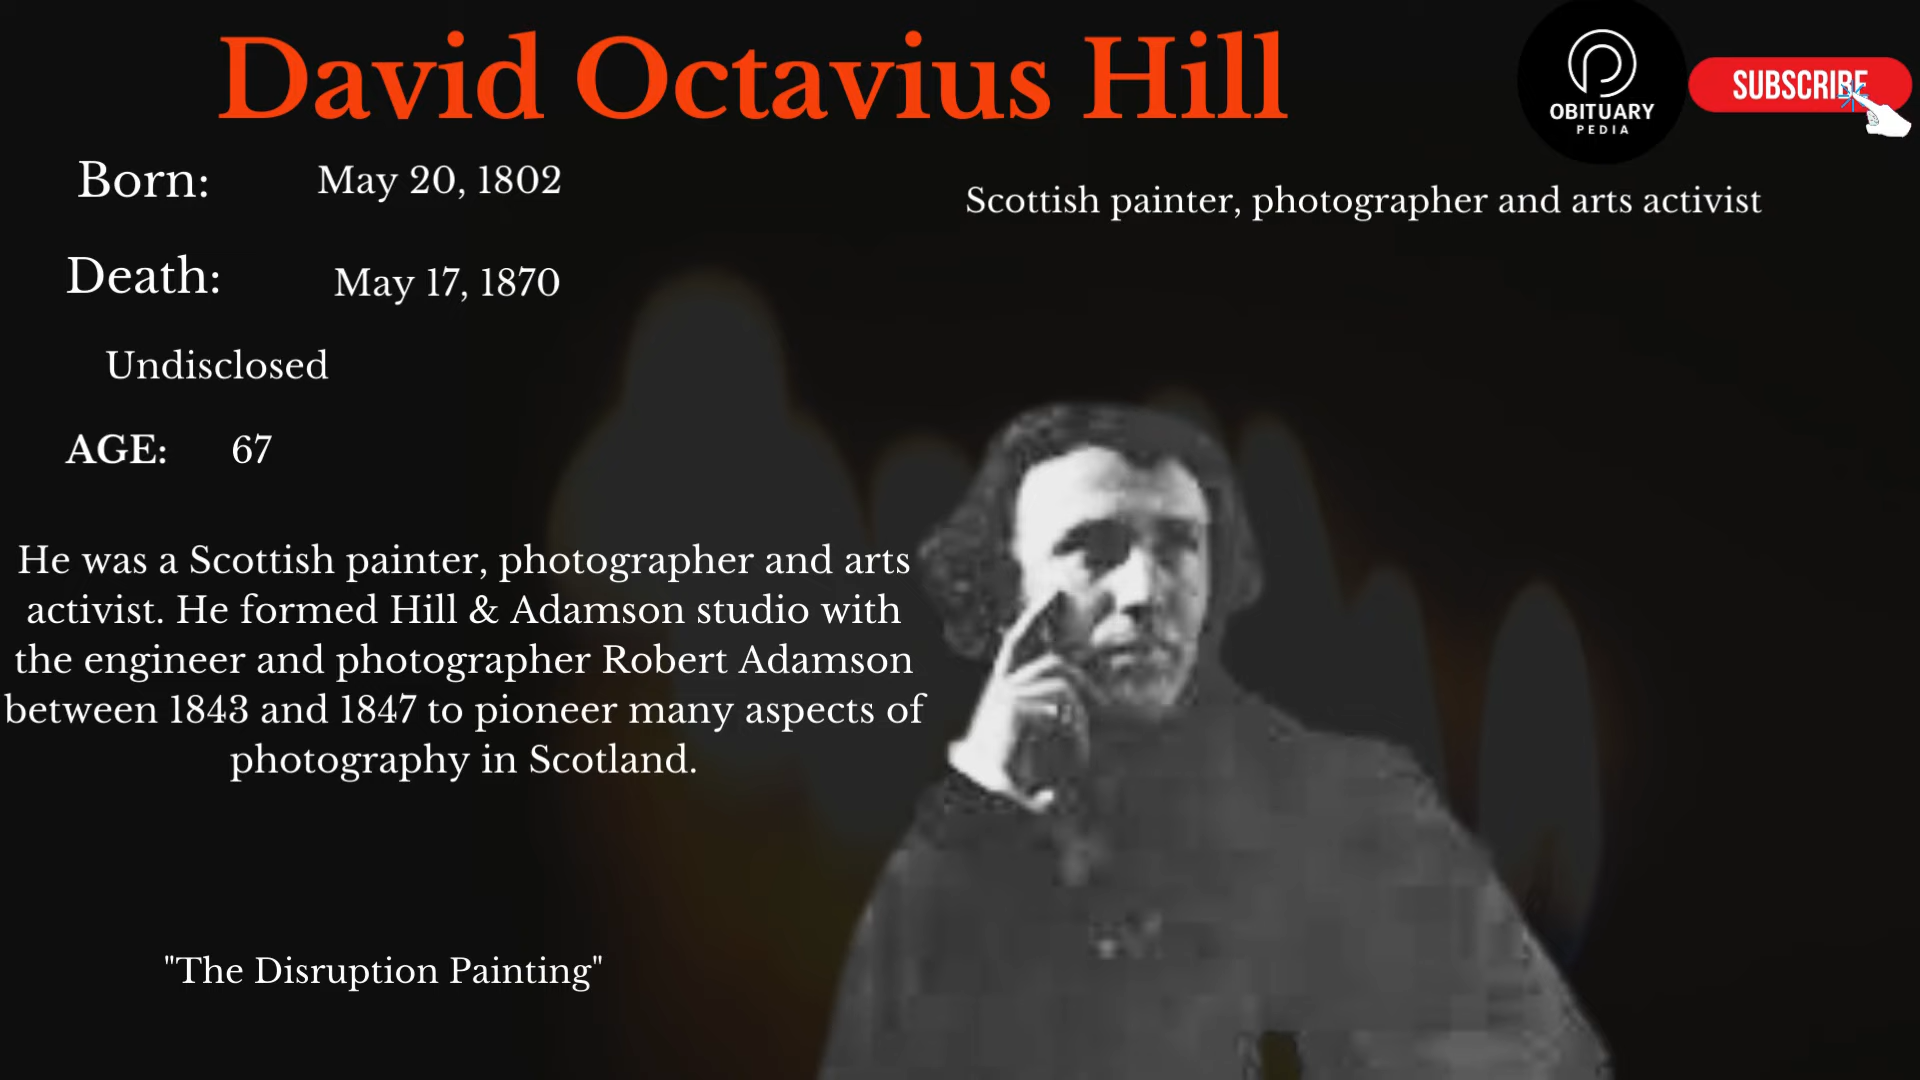 David Octavius Hill
OBITUARY
PEDIA
SUBSCRIBE
Born: May 20, 1802
Scottish painter, photographer and arts activist
Death: May 17, 1870
Undisclosed
AGE: 67
He was a Scottish painter, photographer and arts
activist. He formed Hill & Adamson studio with
the engineer and photographer Robert Adamson
between 1843 and 1847 to pioneer many aspects of
photography in Scotland.
"The Disruption Painting"